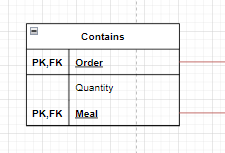 Contains
PK,FK Order
Quantity
PK,FK Meal